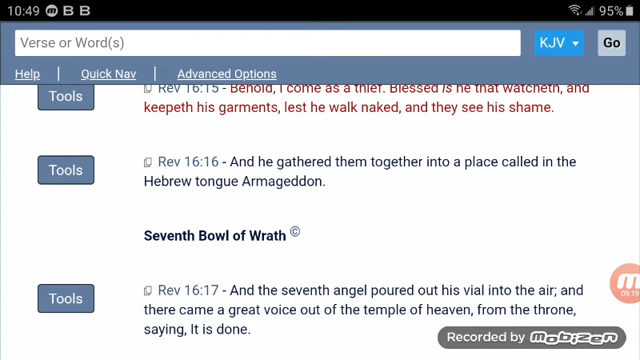 10:49 B B 95%
Verse or Word(s) KJV Go
Help | Quick Nav | Advanced Options
Tools Rev 16:15 - Behold, I come as a thief. Blessed is he that watcheth, and
keepeth his garments, lest he walk naked, and they see his shame.
Tools Rev 16:16 - And he gathered them together into a place called in the
Hebrew tongue Armageddon.
Seventh Bowl of Wrath ©
Tools Rev 16:17 - And the seventh angel poured out his vial into the air; and
there came a great voice out of the temple of heaven, from the throne,
saying, It is done.
09:19
Recorded by mobizen